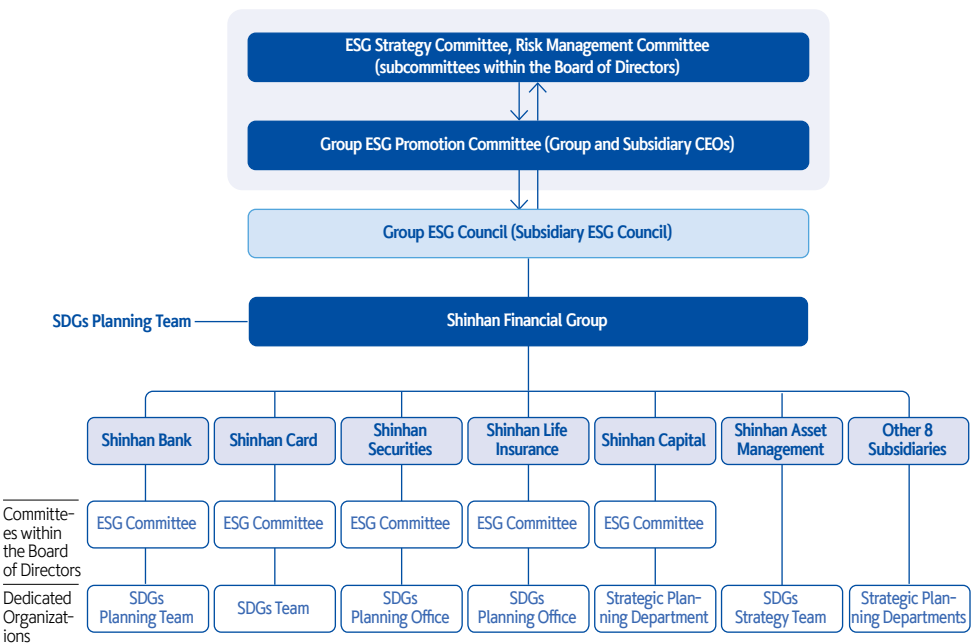 ESG Strategy Committee, Risk Management Committee
(subcommittees within the Board of Directors)
Group ESG Promotion Committee (Group and Subsidiary CEOs)
Group ESG Council (Subsidiary ESG Council)
SDGs Planning Team
Shinhan Financial Group
Shinhan Bank
Shinhan Card
Shinhan
Securities
Shinhan Life
Insurance
Shinhan Capital
Shinhan Asset
Management
Other 8
Subsidiaries
Committe-
es within
the Board
of Directors
ESG Committee
ESG Committee
ESG Committee
ESG Committee
ESG Committee
Dedicated
Organizat-
ions
SDGs
Planning Team
SDGs Team
SDGs
Planning Office
SDGs
Planning Office
Strategic Plan-
ning Department
SDGs
Strategy Team
Strategic Plan-
ning Departments